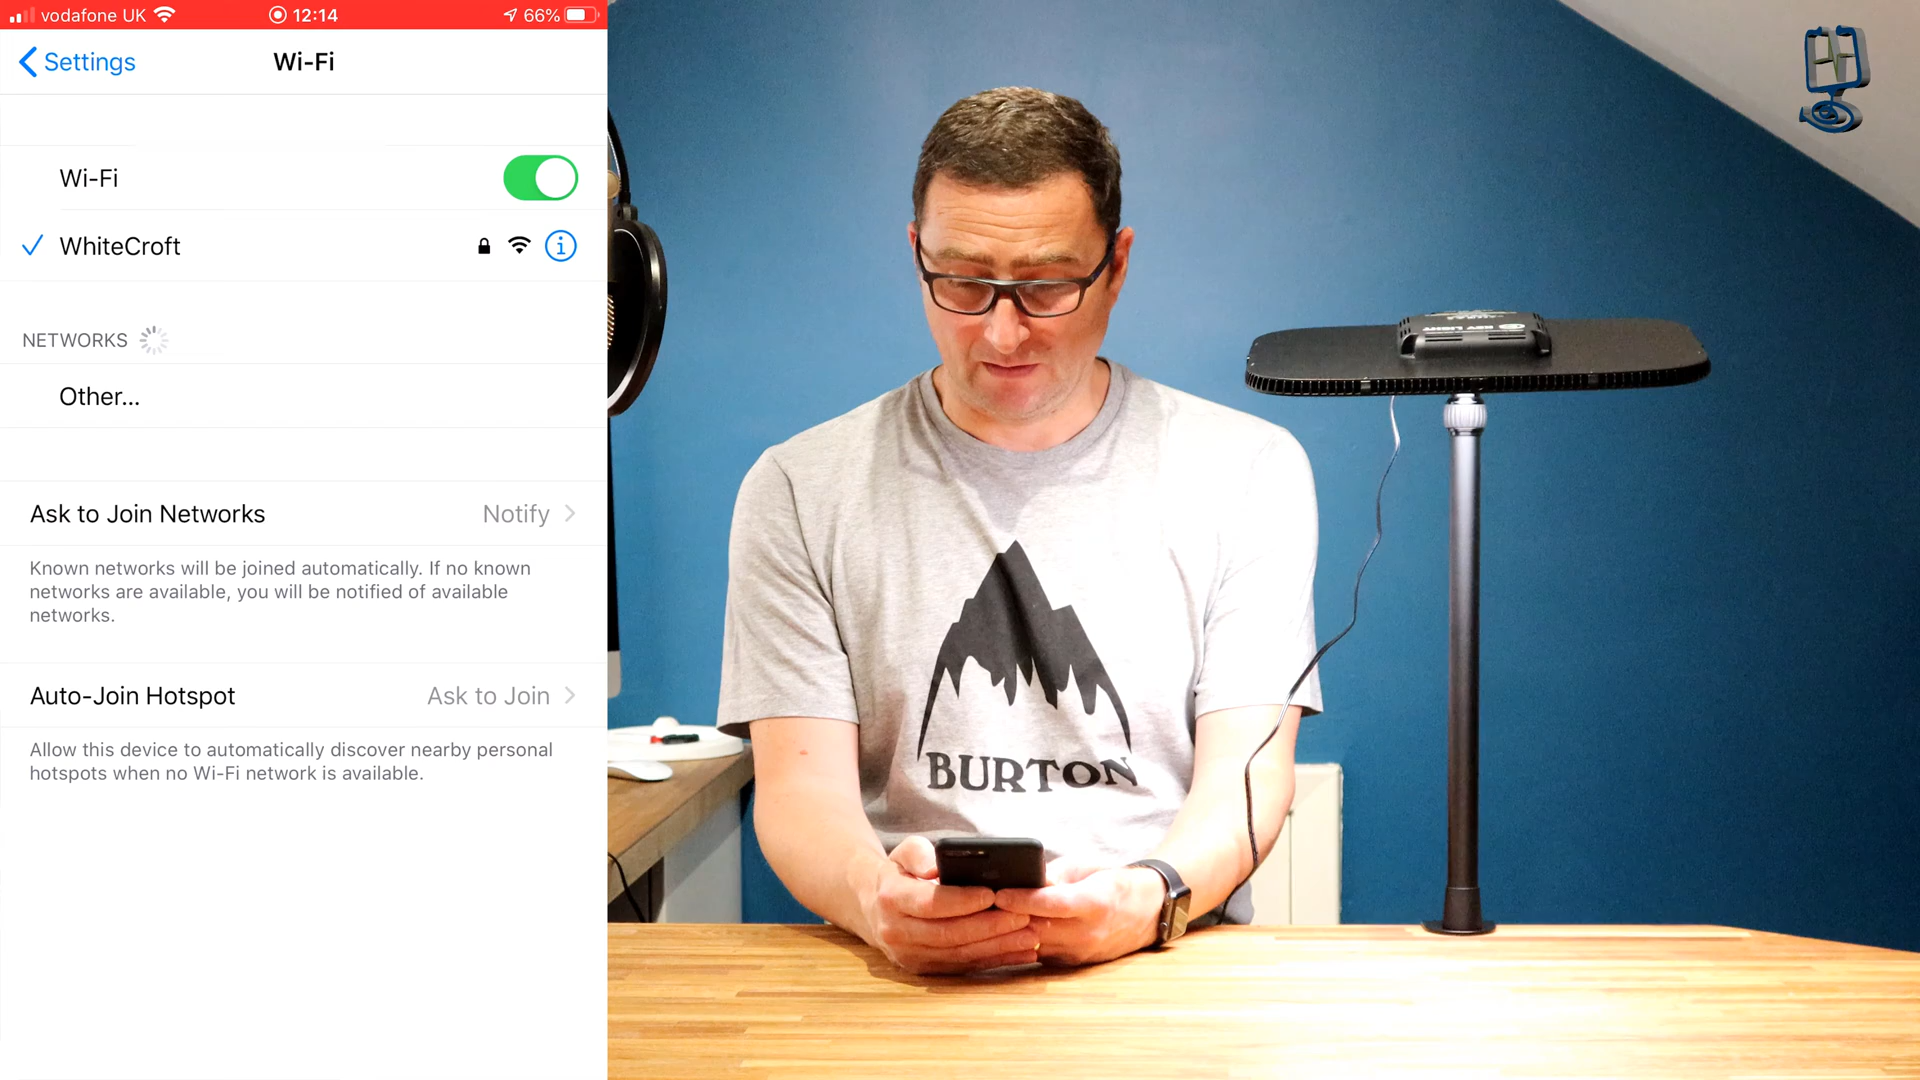 vodafone UK 12:14 66%
Settings Wi-Fi
Wi-Fi
WhiteCroft
NETWORKS
Other...
Ask to Join Networks Notify
Known networks will be joined automatically. If no known
networks are available, you will be notified of available
networks.
Auto-Join Hotspot Ask to Join
Allow this device to automatically discover nearby personal
hotspots when no Wi-Fi network is available.
KEY LIGHT
BURTON